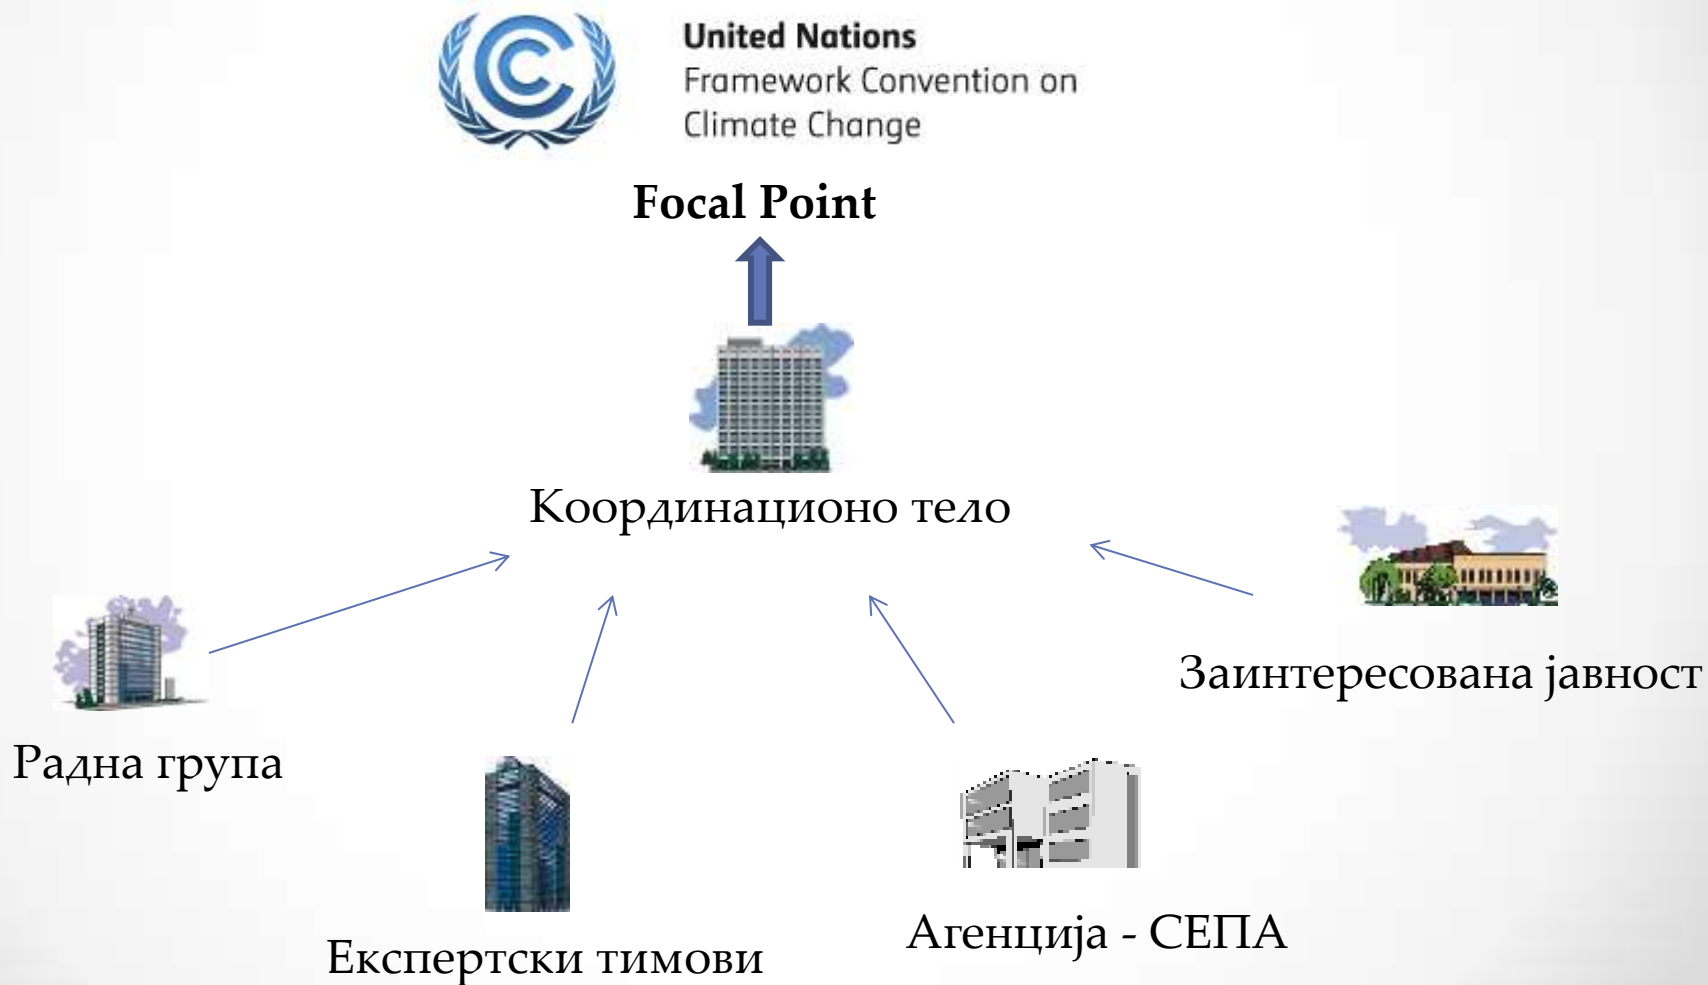 United Nations
Framework Convention on
Climate Change
Focal Point
Координационо тело
Заинтересована јавност
Радна група
Експертски тимови
Агенција - СЕПА